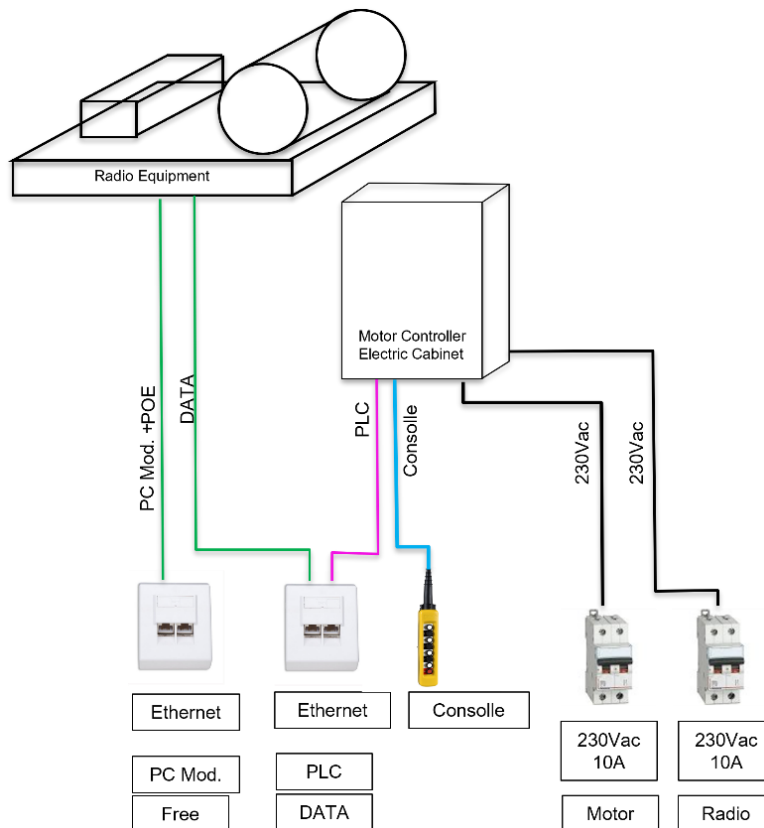 Radio Equipment
Motor Controller
Electric Cabinet
PC Mod. +POE
DATA
PLC
Consolle
230Vac
230Vac
Ethernet
Ethernet
Consolle
230Vac
10A
230Vac
10A
PC Mod.
PLC
Free
DATA
Motor
Radio